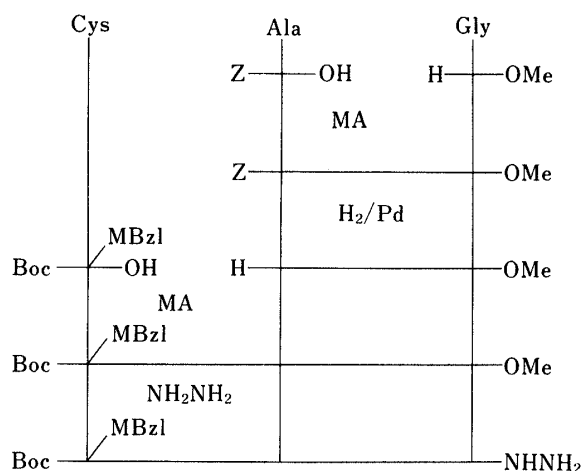 Cys Ala Gly
Z OH H OMe
MA
Z OMe
H₂/Pd
MBzl
Boc OH H OMe
MA
MBzl
Boc OMe
NH₂NH₂
MBzl
Boc NHNH₂